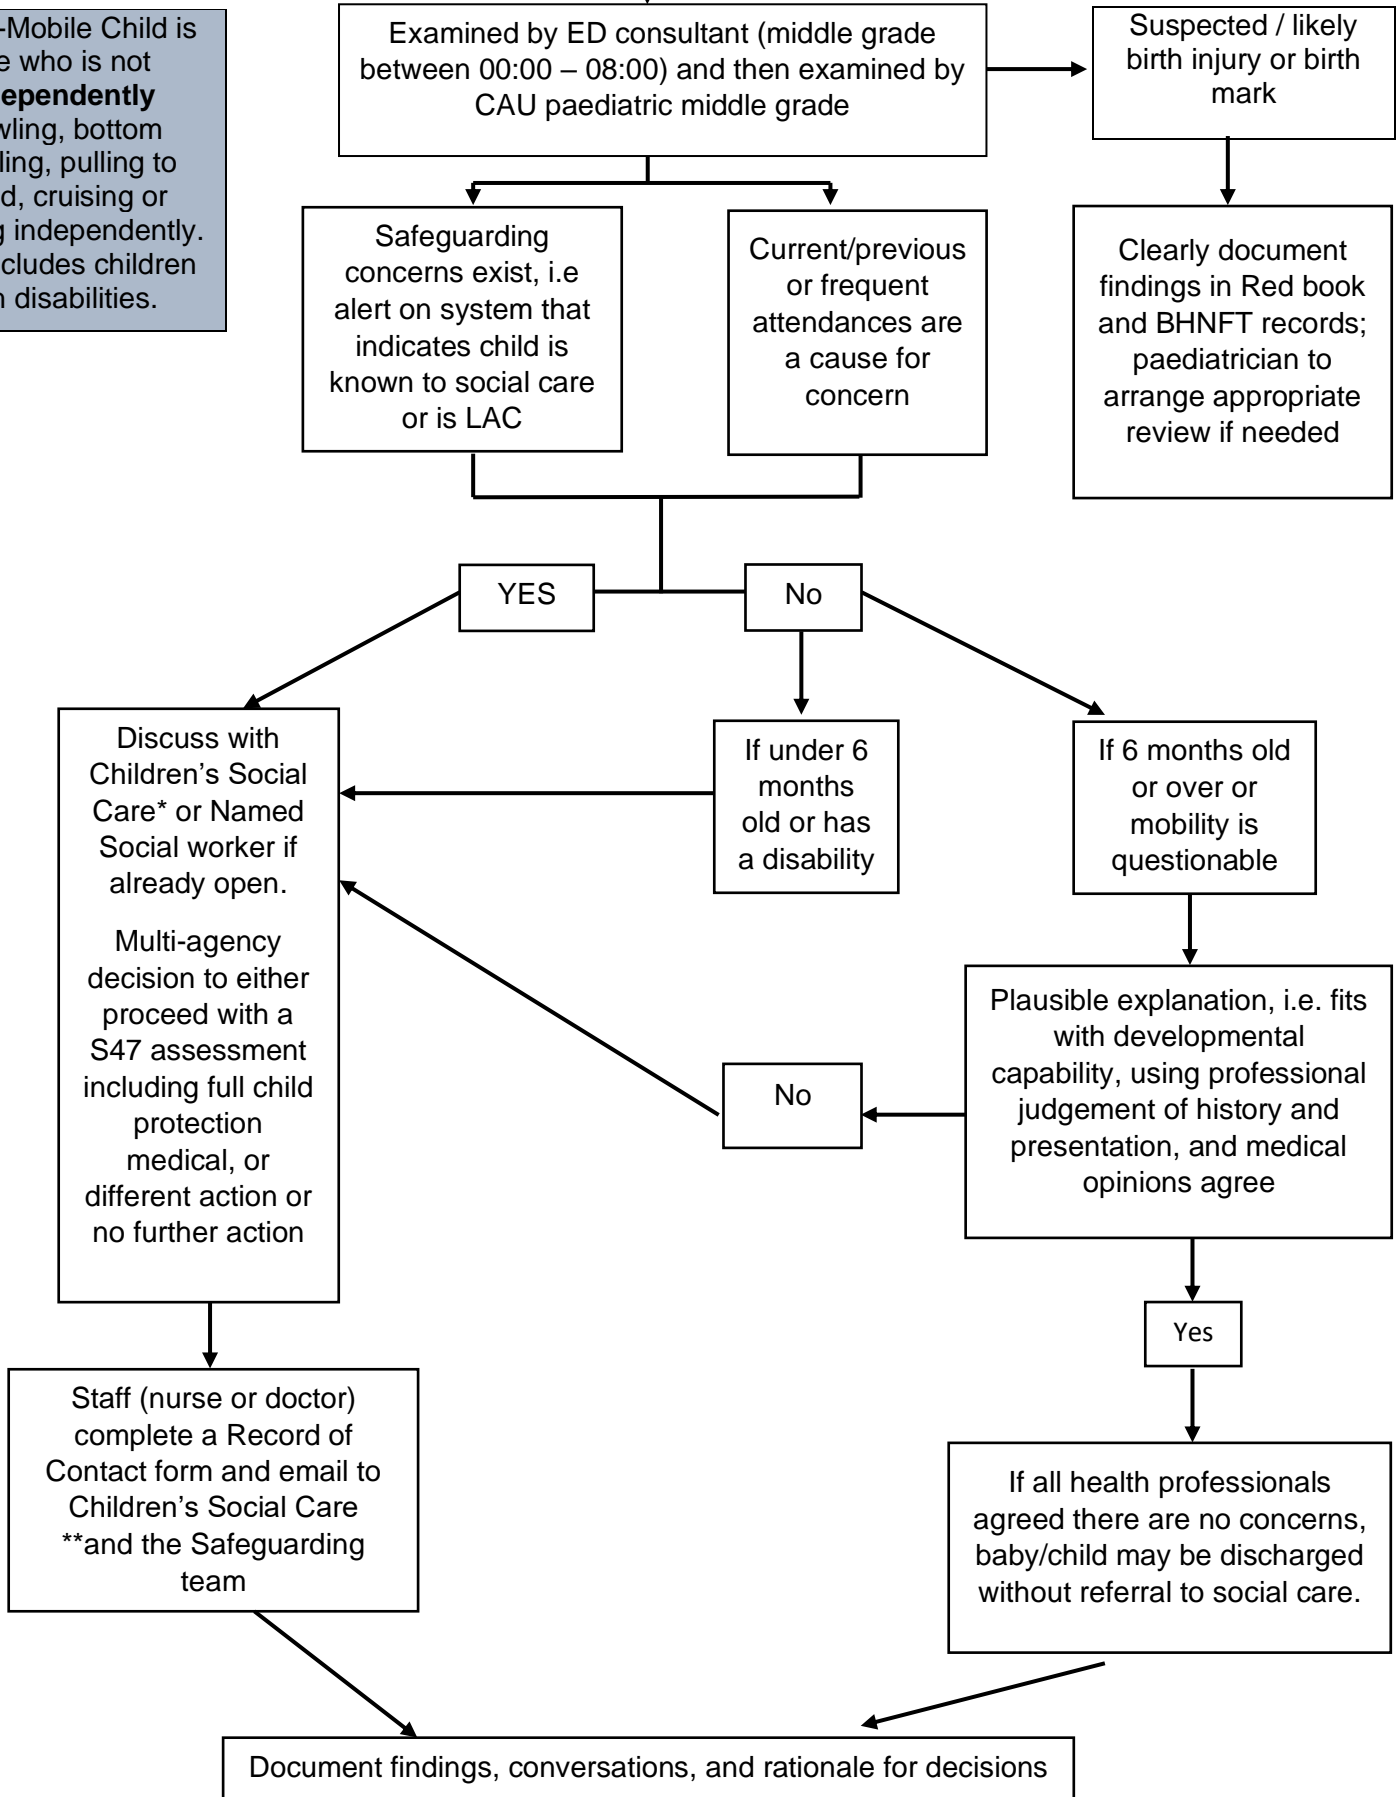 -Mobile Child is
who is not
pendently
bottom
pulling to
cruising or
independently.
children
disabilities.
Examined by ED consultant (middle grade
between 00:00 – 08:00) and then examined by
CAU paediatric middle grade
Suspected / likely
birth injury or birth
mark
Safeguarding
concerns exist, i.e
alert on system that
indicates child is
known to social care
or is LAC
Current/previous
or frequent
attendances are
a cause for
concern
Clearly document
findings in Red book
and BHNFT records;
paediatrician to
arrange appropriate
review if needed
YES
No
Discuss with
Children’s Social
Care* or Named
Social worker if
already open.
Multi-agency
decision to either
proceed with a
S47 assessment
including full child
protection
medical, or
different action or
no further action
If under 6
months
old or has
a disability
If 6 months old
or over or
mobility is
questionable
Plausible explanation, i.e. fits
with developmental
capability, using professional
judgement of history and
presentation, and medical
opinions agree
No
Yes
Staff (nurse or doctor)
complete a Record of
Contact form and email to
Children’s Social Care
**and the Safeguarding
team
If all health professionals
agreed there are no concerns,
baby/child may be discharged
without referral to social care.
Document findings, conversations, and rationale for decisions